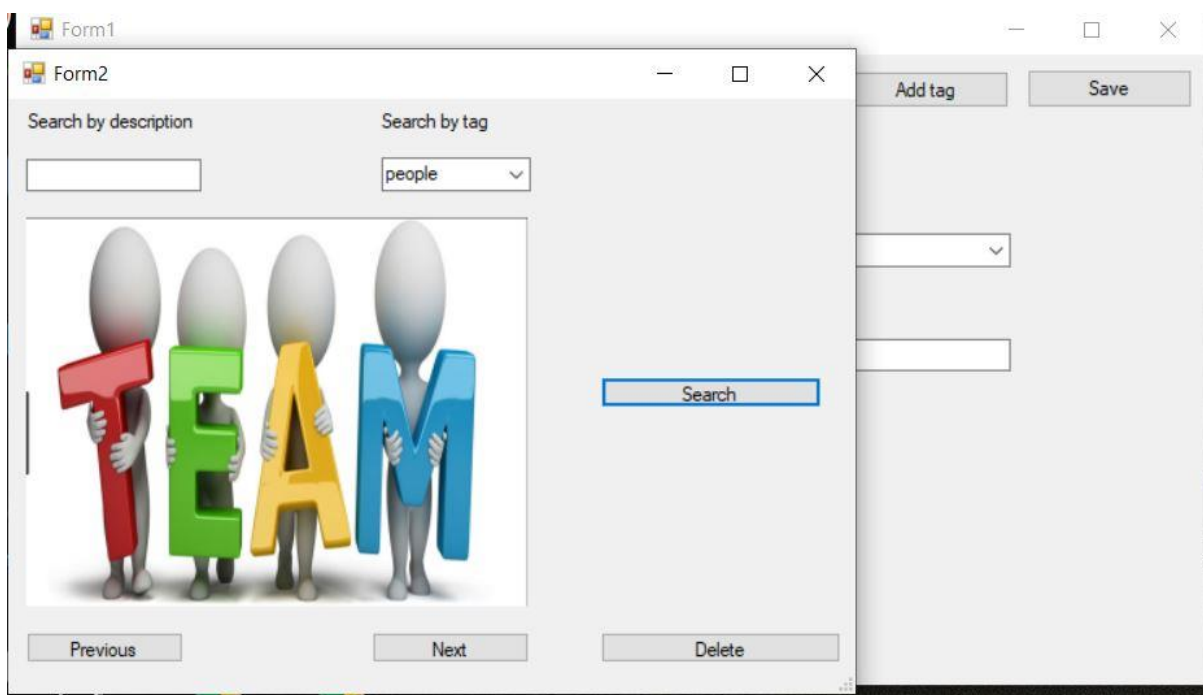 Form1
Form2
Add tag
Save
Search by description
Search by tag
people
TEAM
Search
Previous
Next
Delete